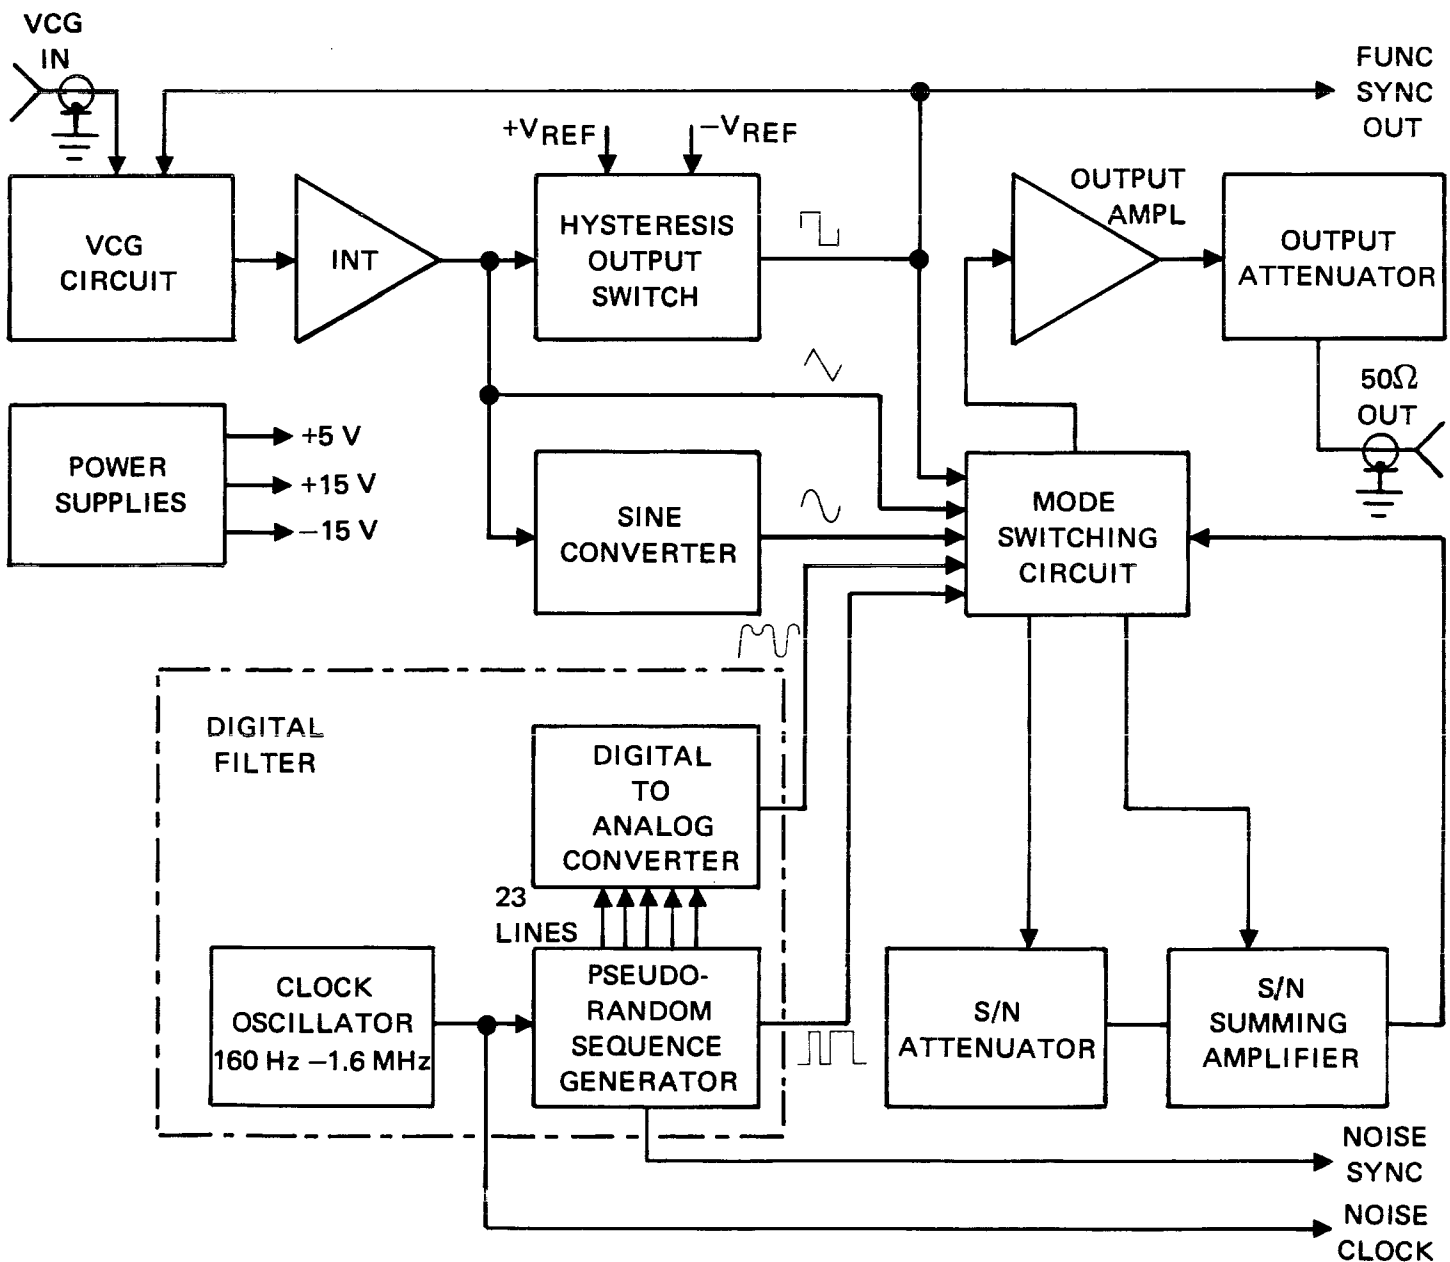 VCG
IN
FUNC
SYNC
OUT
+VREF
−VREF
VCG
CIRCUIT
INT
HYSTERESIS
OUTPUT
SWITCH
OUTPUT
AMPL
OUTPUT
ATTENUATOR
50Ω
OUT
POWER
SUPPLIES
+5 V
+15 V
−15 V
SINE
CONVERTER
MODE
SWITCHING
CIRCUIT
DIGITAL
FILTER
DIGITAL
TO
ANALOG
CONVERTER
23
LINES
CLOCK
OSCILLATOR
160 Hz −1.6 MHz
PSEUDO-
RANDOM
SEQUENCE
GENERATOR
S/N
ATTENUATOR
S/N
SUMMING
AMPLIFIER
NOISE
SYNC
NOISE
CLOCK